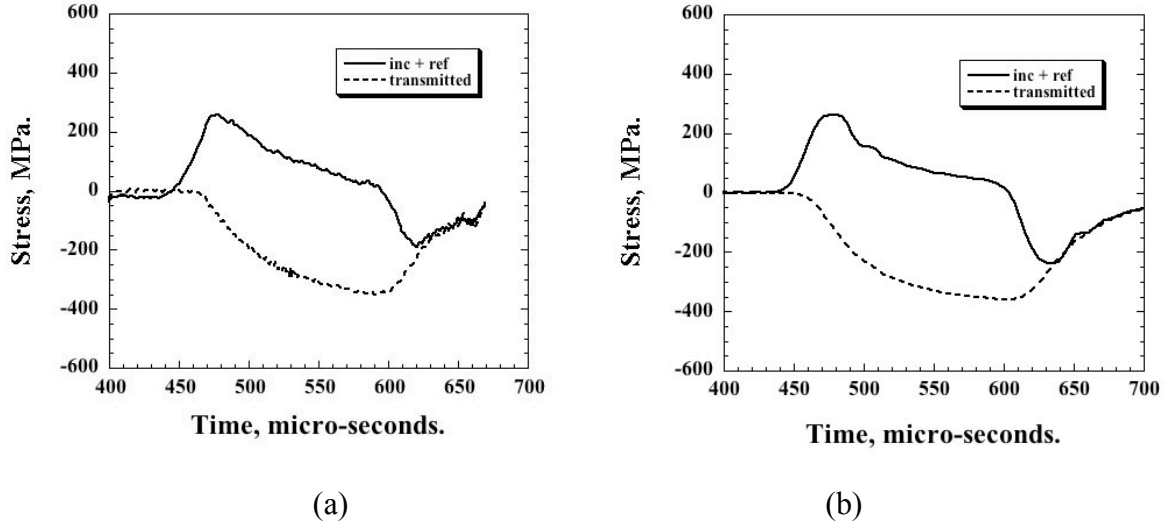 600
400
200
0
-200
-400
-600
Stress, MPa.
inc + ref
transmitted
400 450 500 550 600 650 700
Time, micro-seconds.
(a)
600
400
200
0
-200
-400
-600
Stress, MPa.
inc + ref
transmitted
400 450 500 550 600 650 700
Time, micro-seconds.
(b)